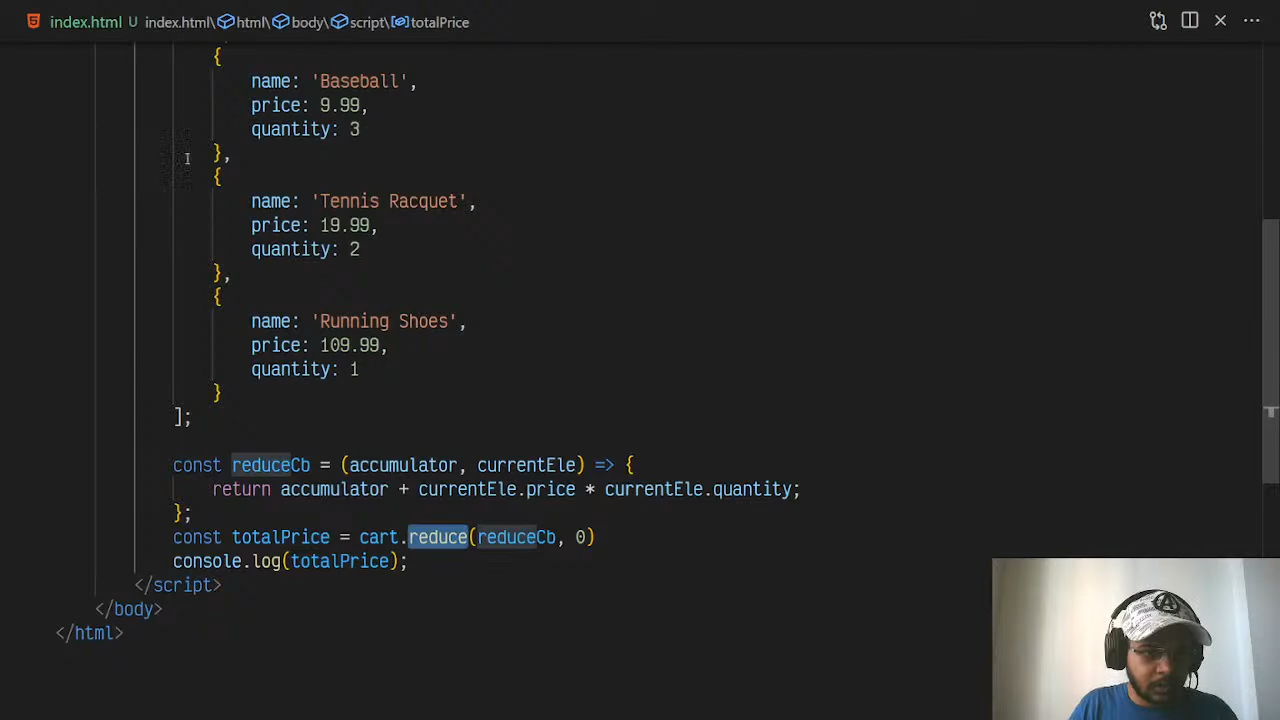 index.html U index.html\html\body\script\totalPrice
{
name: 'Baseball',
price: 9.99,
quantity: 3
},
{
name: 'Tennis Racquet',
price: 19.99,
quantity: 2
},
{
name: 'Running Shoes',
price: 109.99,
quantity: 1
}
];
const reduceCb = (accumulator, currentEle) => {
return accumulator + currentEle.price * currentEle.quantity;
};
const totalPrice = cart.reduce(reduceCb, 0)
console.log(totalPrice);
</script>
</body>
</html>